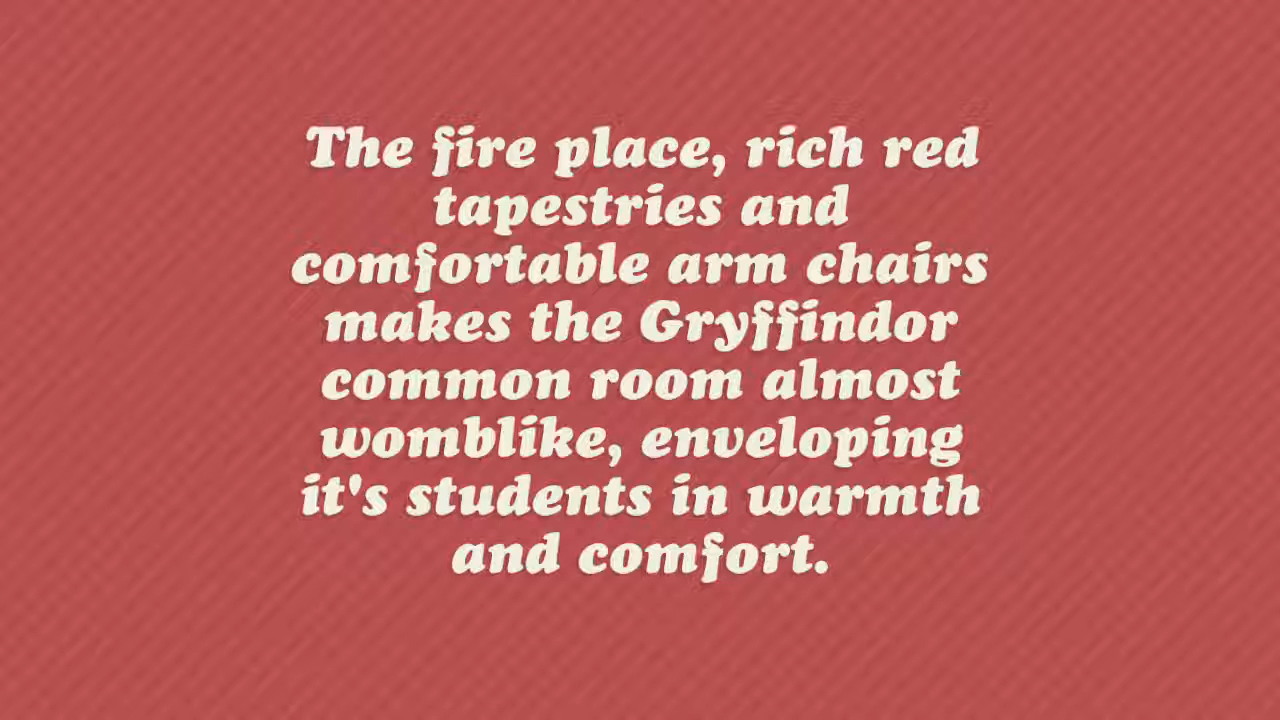 The fire place, rich red
tapestries and
comfortable arm chairs
makes the Gryffindor
common room almost
womblike, enveloping
it's students in warmth
and comfort.